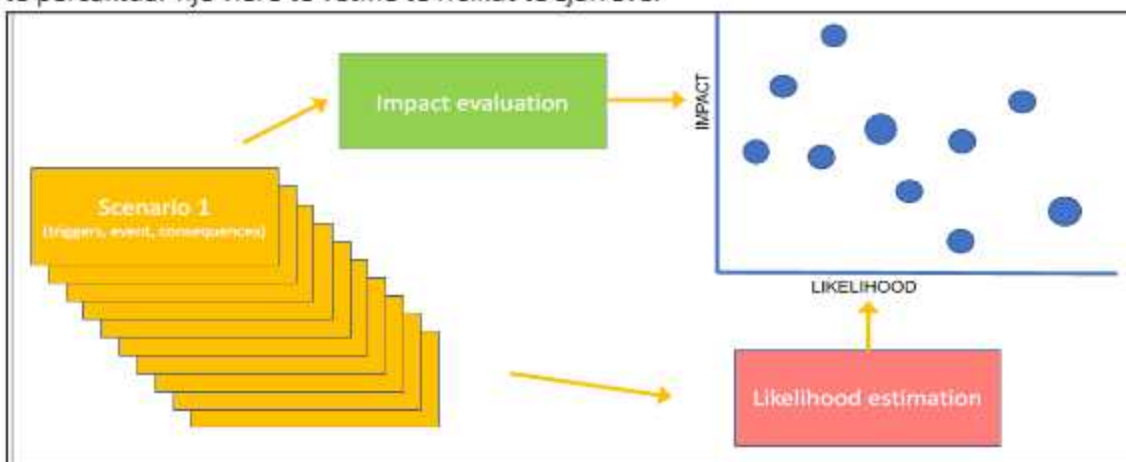 Impact evaluation
IMPACT
Scenario 1
(triggers, event, consequences)
LIKELIHOOD
Likelihood estimation